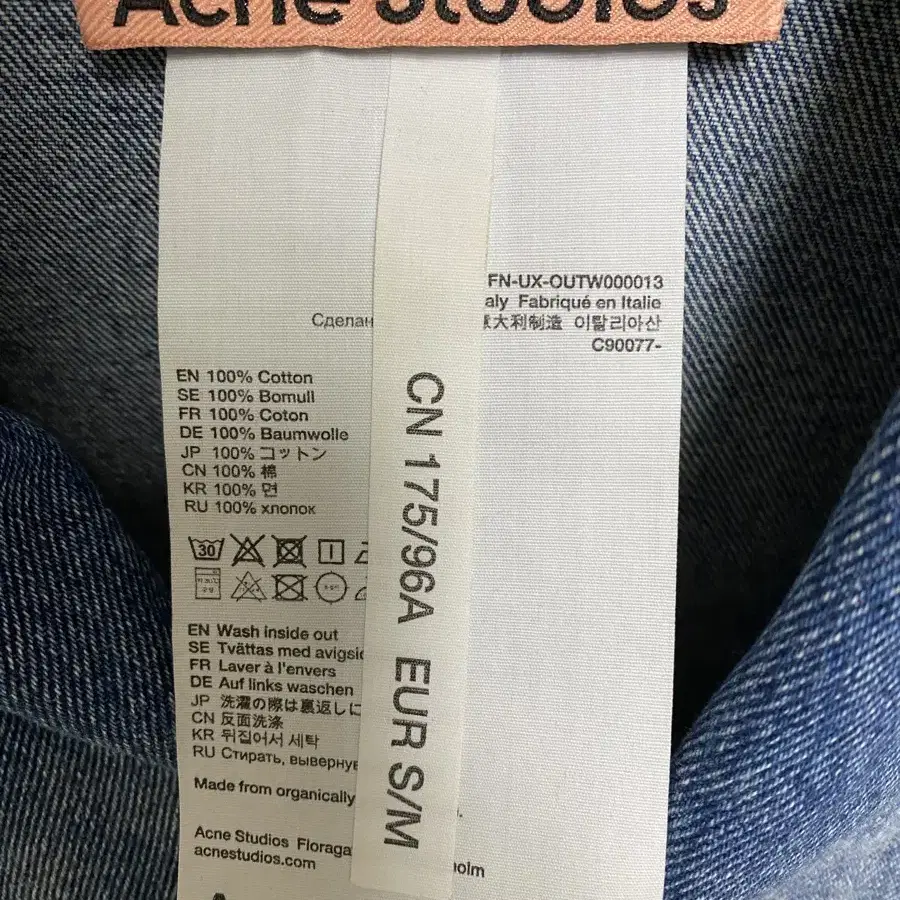 Acne Studios
FN-UX-OUTW000013
aly Fabriqué en Italie
Сделан
大利制造 이탈리아산
C90077-
EN 100% Cotton
SE 100% Bomull
FR 100% Coton
DE 100% Baumwolle
JP 100% コットン
CN 100% 棉
KR 100% 면
RU 100% хлопок
30
EN Wash inside out
SE Tvättas med avigsid
FR Laver à l'envers
DE Auf links waschen
JP 洗濯の際は裏返しに
CN 反面洗涤
KR 뒤집어서 세탁
RU Стирать, вывернув
Made from organically
Acne Studios Floraga
holm
acnestudios.com
CN 175/96A EUR S/M